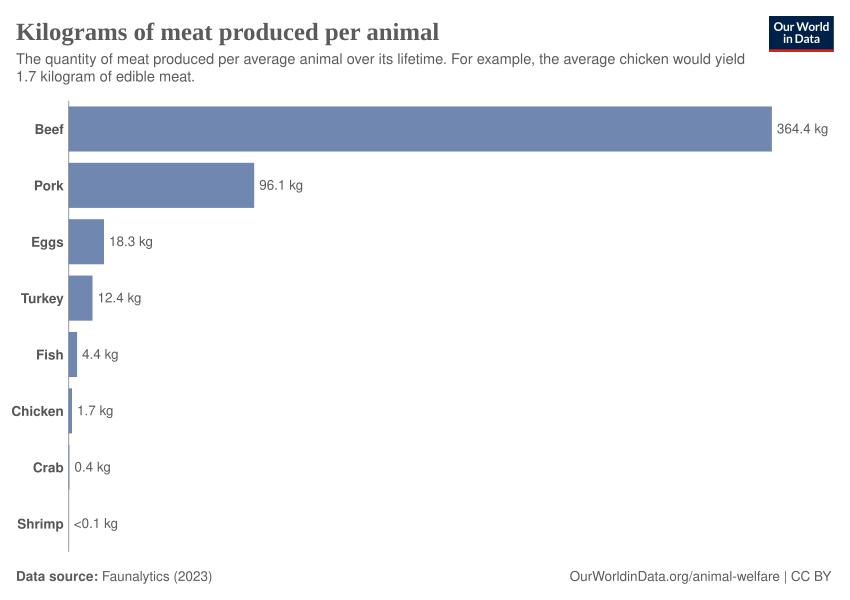 Kilograms of meat produced per animal
Our World
in Data
The quantity of meat produced per average animal over its lifetime. For example, the average chicken would yield
1.7 kilogram of edible meat.
Beef 364.4 kg
Pork 96.1 kg
Eggs 18.3 kg
Turkey 12.4 kg
Fish 4.4 kg
Chicken 1.7 kg
Crab 0.4 kg
Shrimp <0.1 kg
Data source: Faunalytics (2023) OurWorldinData.org/animal-welfare | CC BY